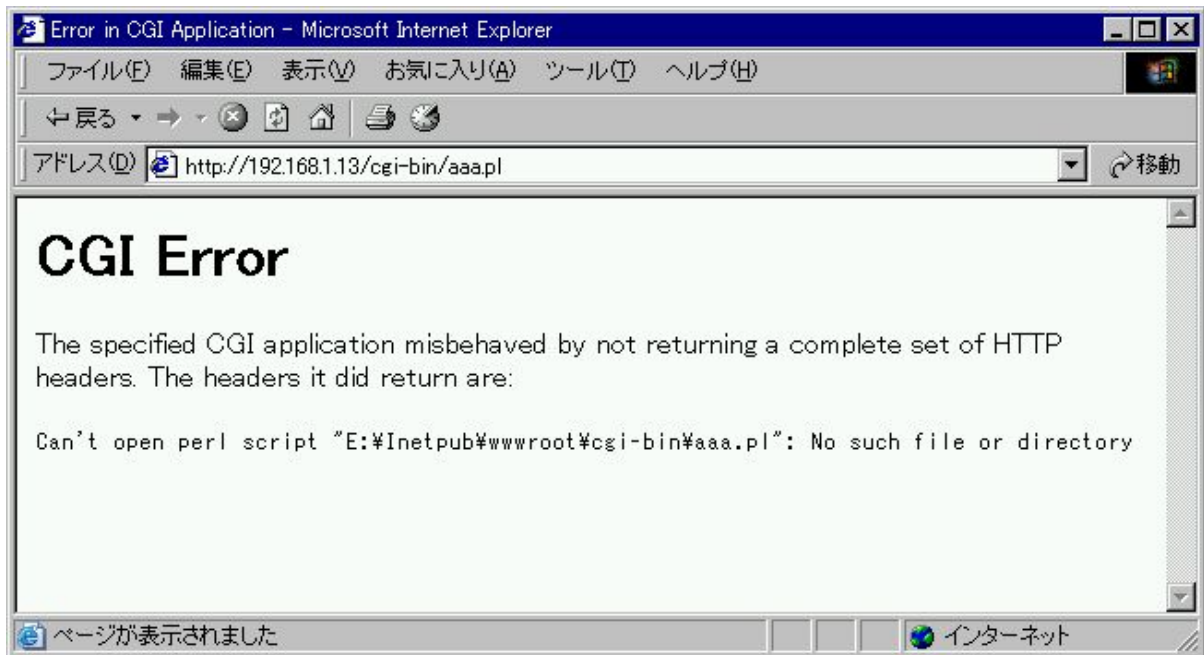 Error in CGI Application - Microsoft Internet Explorer
ファイル(F) 編集(E) 表示(V) お気に入り(A) ツール(T) ヘルプ(H)
戻る
アドレス(D) http://192.168.1.13/cgi-bin/aaa.pl 移動
CGI Error
The specified CGI application misbehaved by not returning a complete set of HTTP
headers. The headers it did return are:
Can't open perl script "E:¥Inetpub¥wwwroot¥cgi-bin¥aaa.pl": No such file or directory
ページが表示されました インターネット